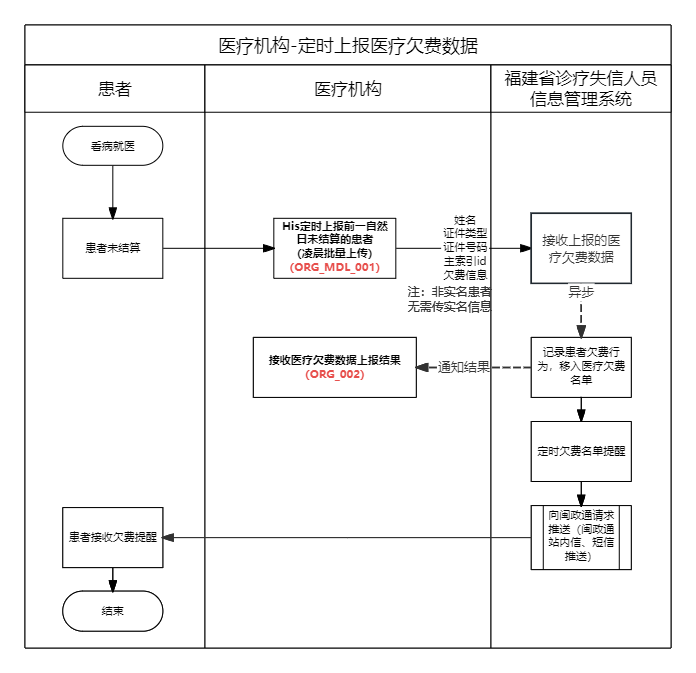 医疗机构-定时上报医疗欠费数据
患者
医疗机构
福建省诊疗失信人员
信息管理系统
看病就医
患者未结算
His定时上报前一自然
日未结算的患者
(凌晨批量上传)
(ORG_MDL_001)
姓名
证件类型
证件号码
主索引id
欠费信息
注：非实名患者
无需传实名信息
接收上报的医
疗欠费数据
异步
接收医疗欠费数据上报结果
(ORG_002)
通知结果
记录患者欠费行
为，移入医疗欠费
名单
定时欠费名单提醒
向闽政通请求
推送（闽政通
站内信、短信
推送）
患者接收欠费提醒
结束